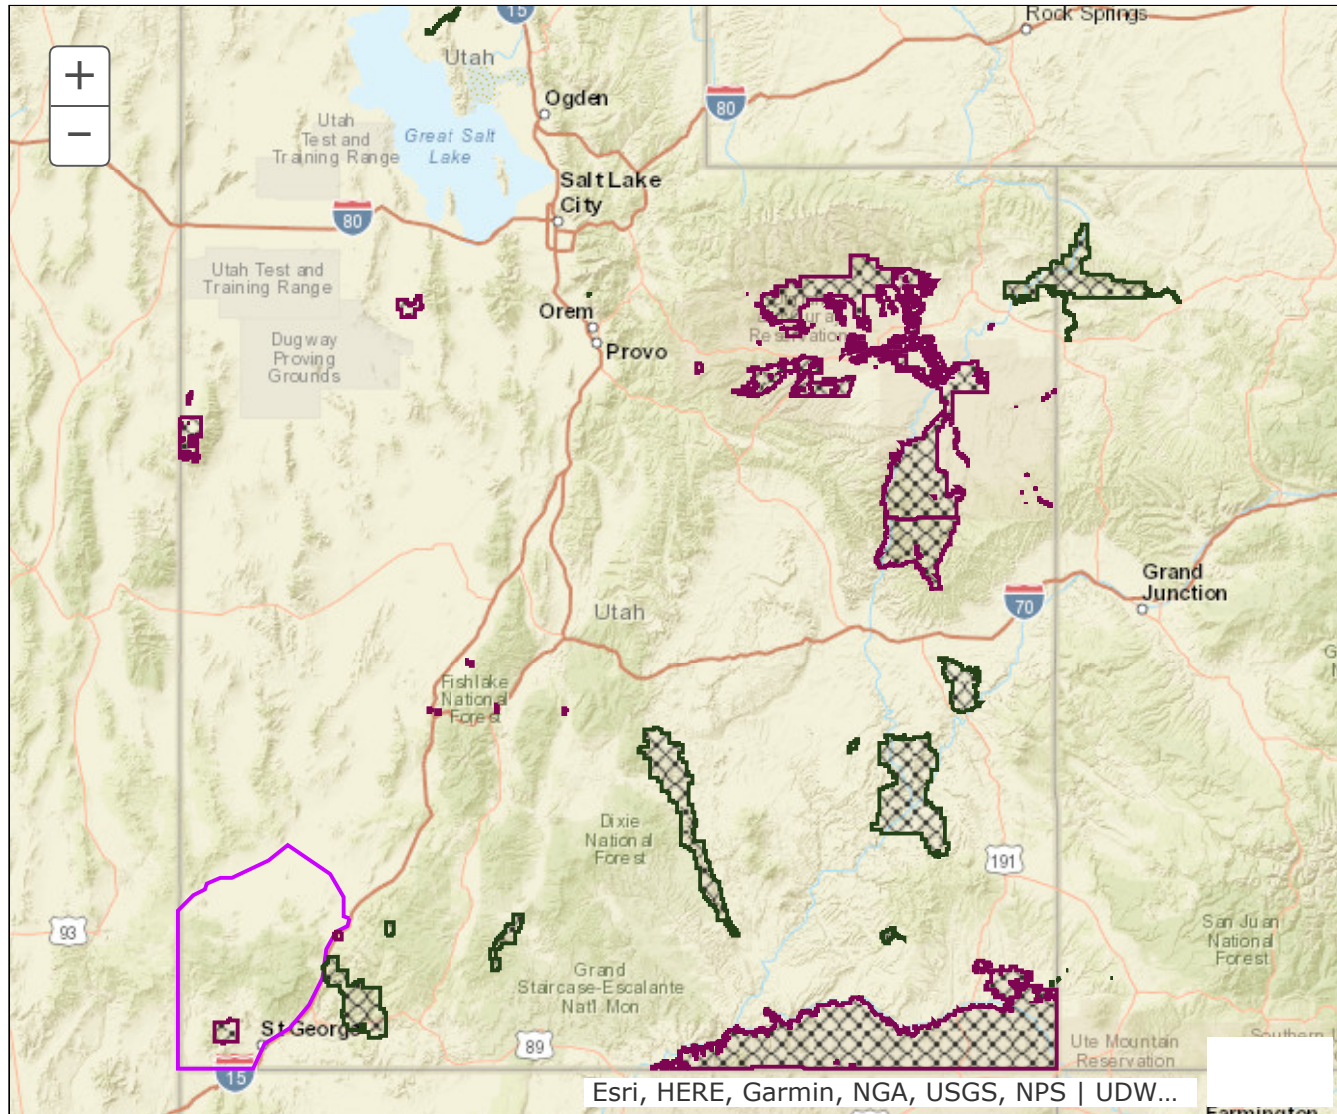 15
Rock Springs
+
−
Utah
Ogden
80
Utah
Test and
Training Range
Great Salt
Lake
Salt Lake
City
80
Utah Test and
Training Range
Orem
Provo
Dugway
Proving
Grounds
Reservation
Grand
Junction
70
Utah
Fishlake
National
Forest
Dixie
National
Forest
191
93
San Juan
National
Forest
Grand
Staircase-Escalante
Nat'l Mon
St George
89
Ute Mountain
Reservation
15
Esri, HERE, Garmin, NGA, USGS, NPS | UDW...
Farmington